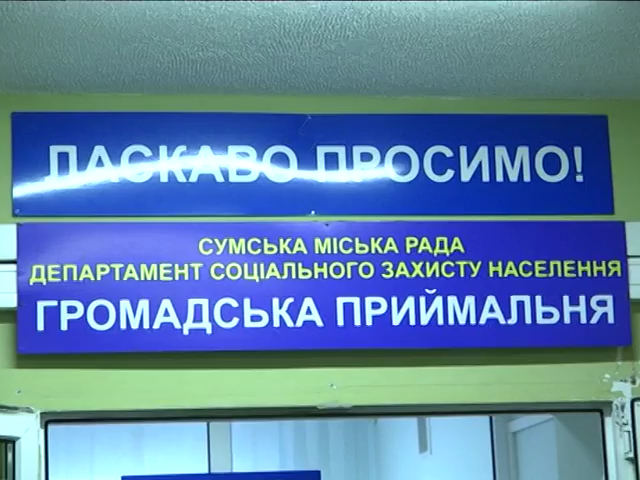 ЛАСКАВО ПРОСИМО!
СУМСЬКА МІСЬКА РАДА
ДЕПАРТАМЕНТ СОЦІАЛЬНОГО ЗАХИСТУ НАСЕЛЕННЯ
ГРОМАДСЬКА ПРИЙМАЛЬНЯ